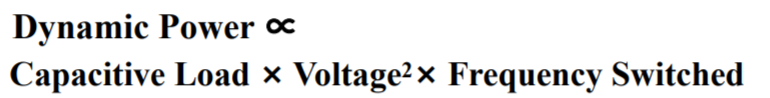 Dynamic Power ∝
Capacitive Load × Voltage²× Frequency Switched